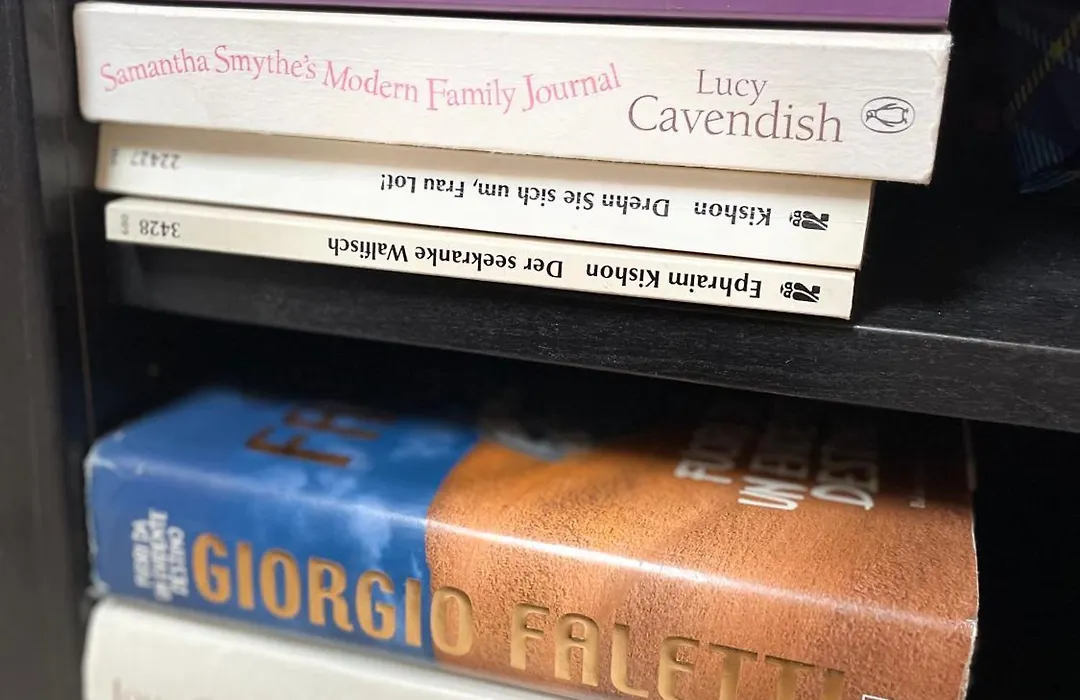 Samantha Smythe's Modern Family Journal
Lucy
Cavendish
Kishon Drehn Sie sich um, Frau Lot!
22427
Ephraim Kishon Der seekranke Walfisch
3428
GIORGIO FALETTI